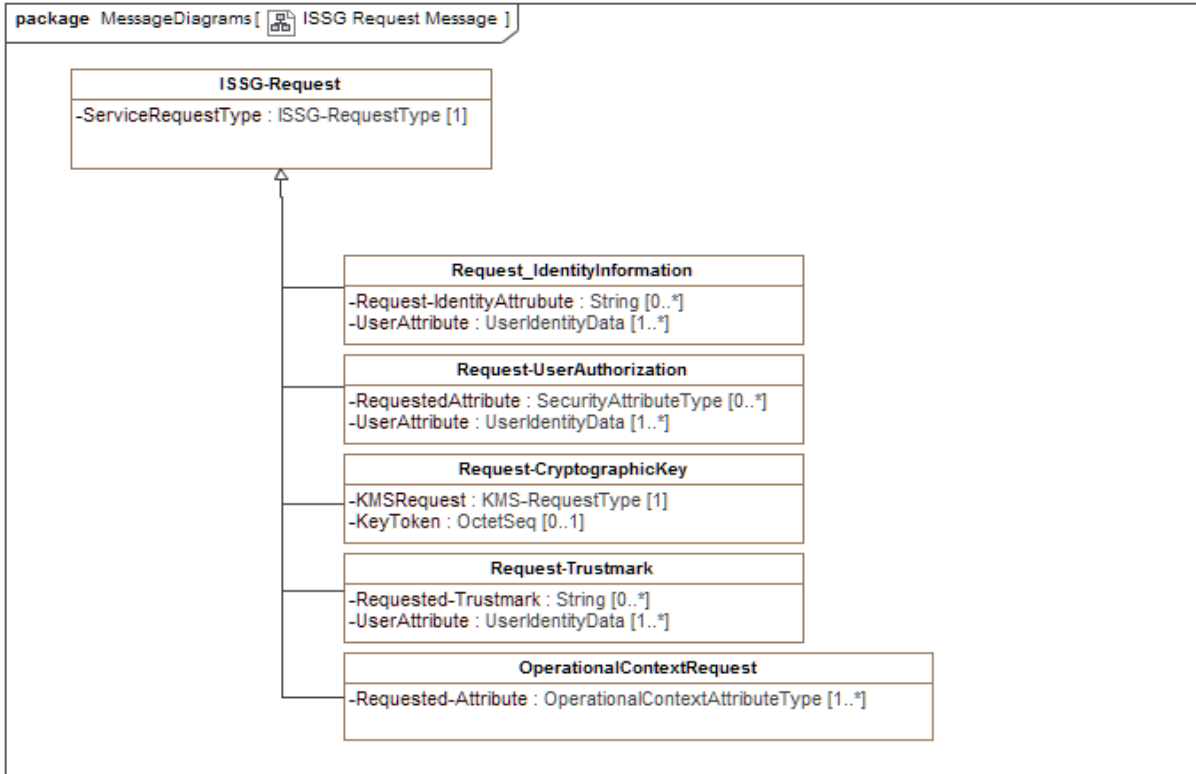 package MessageDiagrams[ ISSG Request Message ]
ISSG-Request
-ServiceRequestType : ISSG-RequestType [1]
Request_IdentityInformation
-Request-IdentityAttrubute : String [0..*]
-UserAttribute : UserIdentityData [1..*]
Request-UserAuthorization
-RequestedAttribute : SecurityAttributeType [0..*]
-UserAttribute : UserIdentityData [1..*]
Request-CryptographicKey
-KMSRequest : KMS-RequestType [1]
-KeyToken : OctetSeq [0..1]
Request-Trustmark
-Requested-Trustmark : String [0..*]
-UserAttribute : UserIdentityData [1..*]
OperationalContextRequest
-Requested-Attribute : OperationalContextAttributeType [1..*]